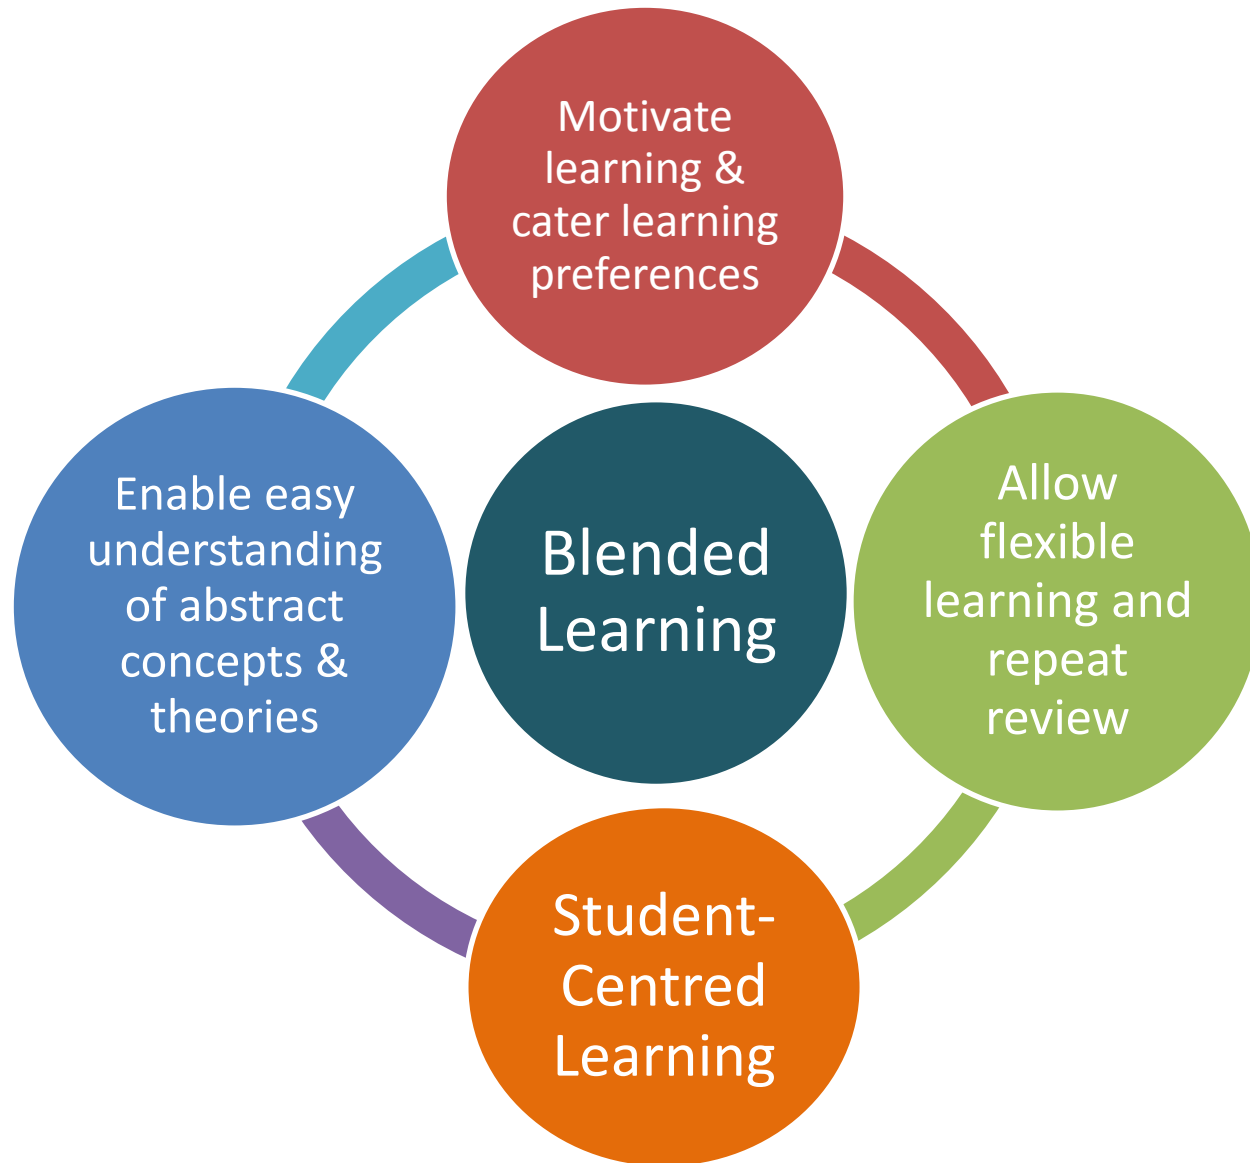 Motivate
learning &
cater learning
preferences
Enable easy
understanding
of abstract
concepts &
theories
Blended
Learning
Allow
flexible
learning and
repeat
review
Student-
Centred
Learning